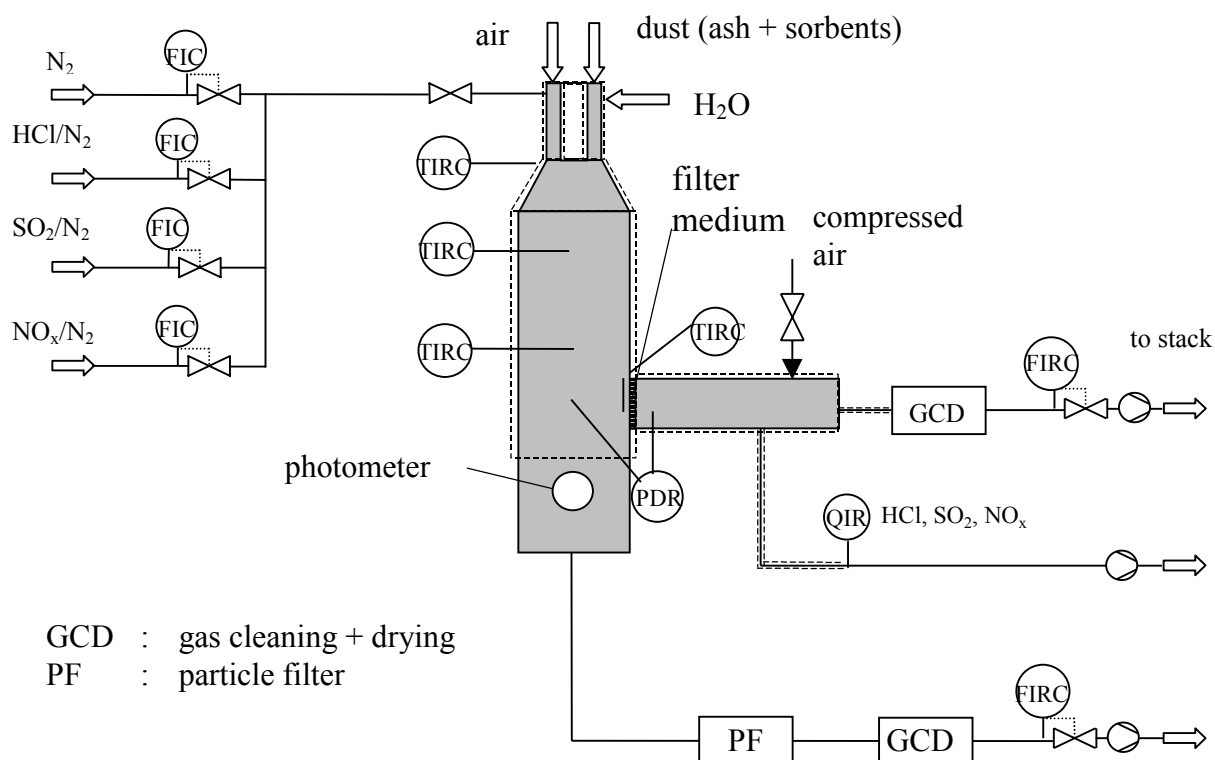 air
dust (ash + sorbents)
N2
FIC
H2O
HCl/N2
FIC
TIRC
filter
medium
compressed
air
SO2/N2
FIC
TIRC
NOx/N2
FIC
TIRC
TIRC
to stack
FIRC
GCD
photometer
PDR
QIR
HCl, SO2, NOx
GCD : gas cleaning + drying
PF : particle filter
FIRC
PF
GCD